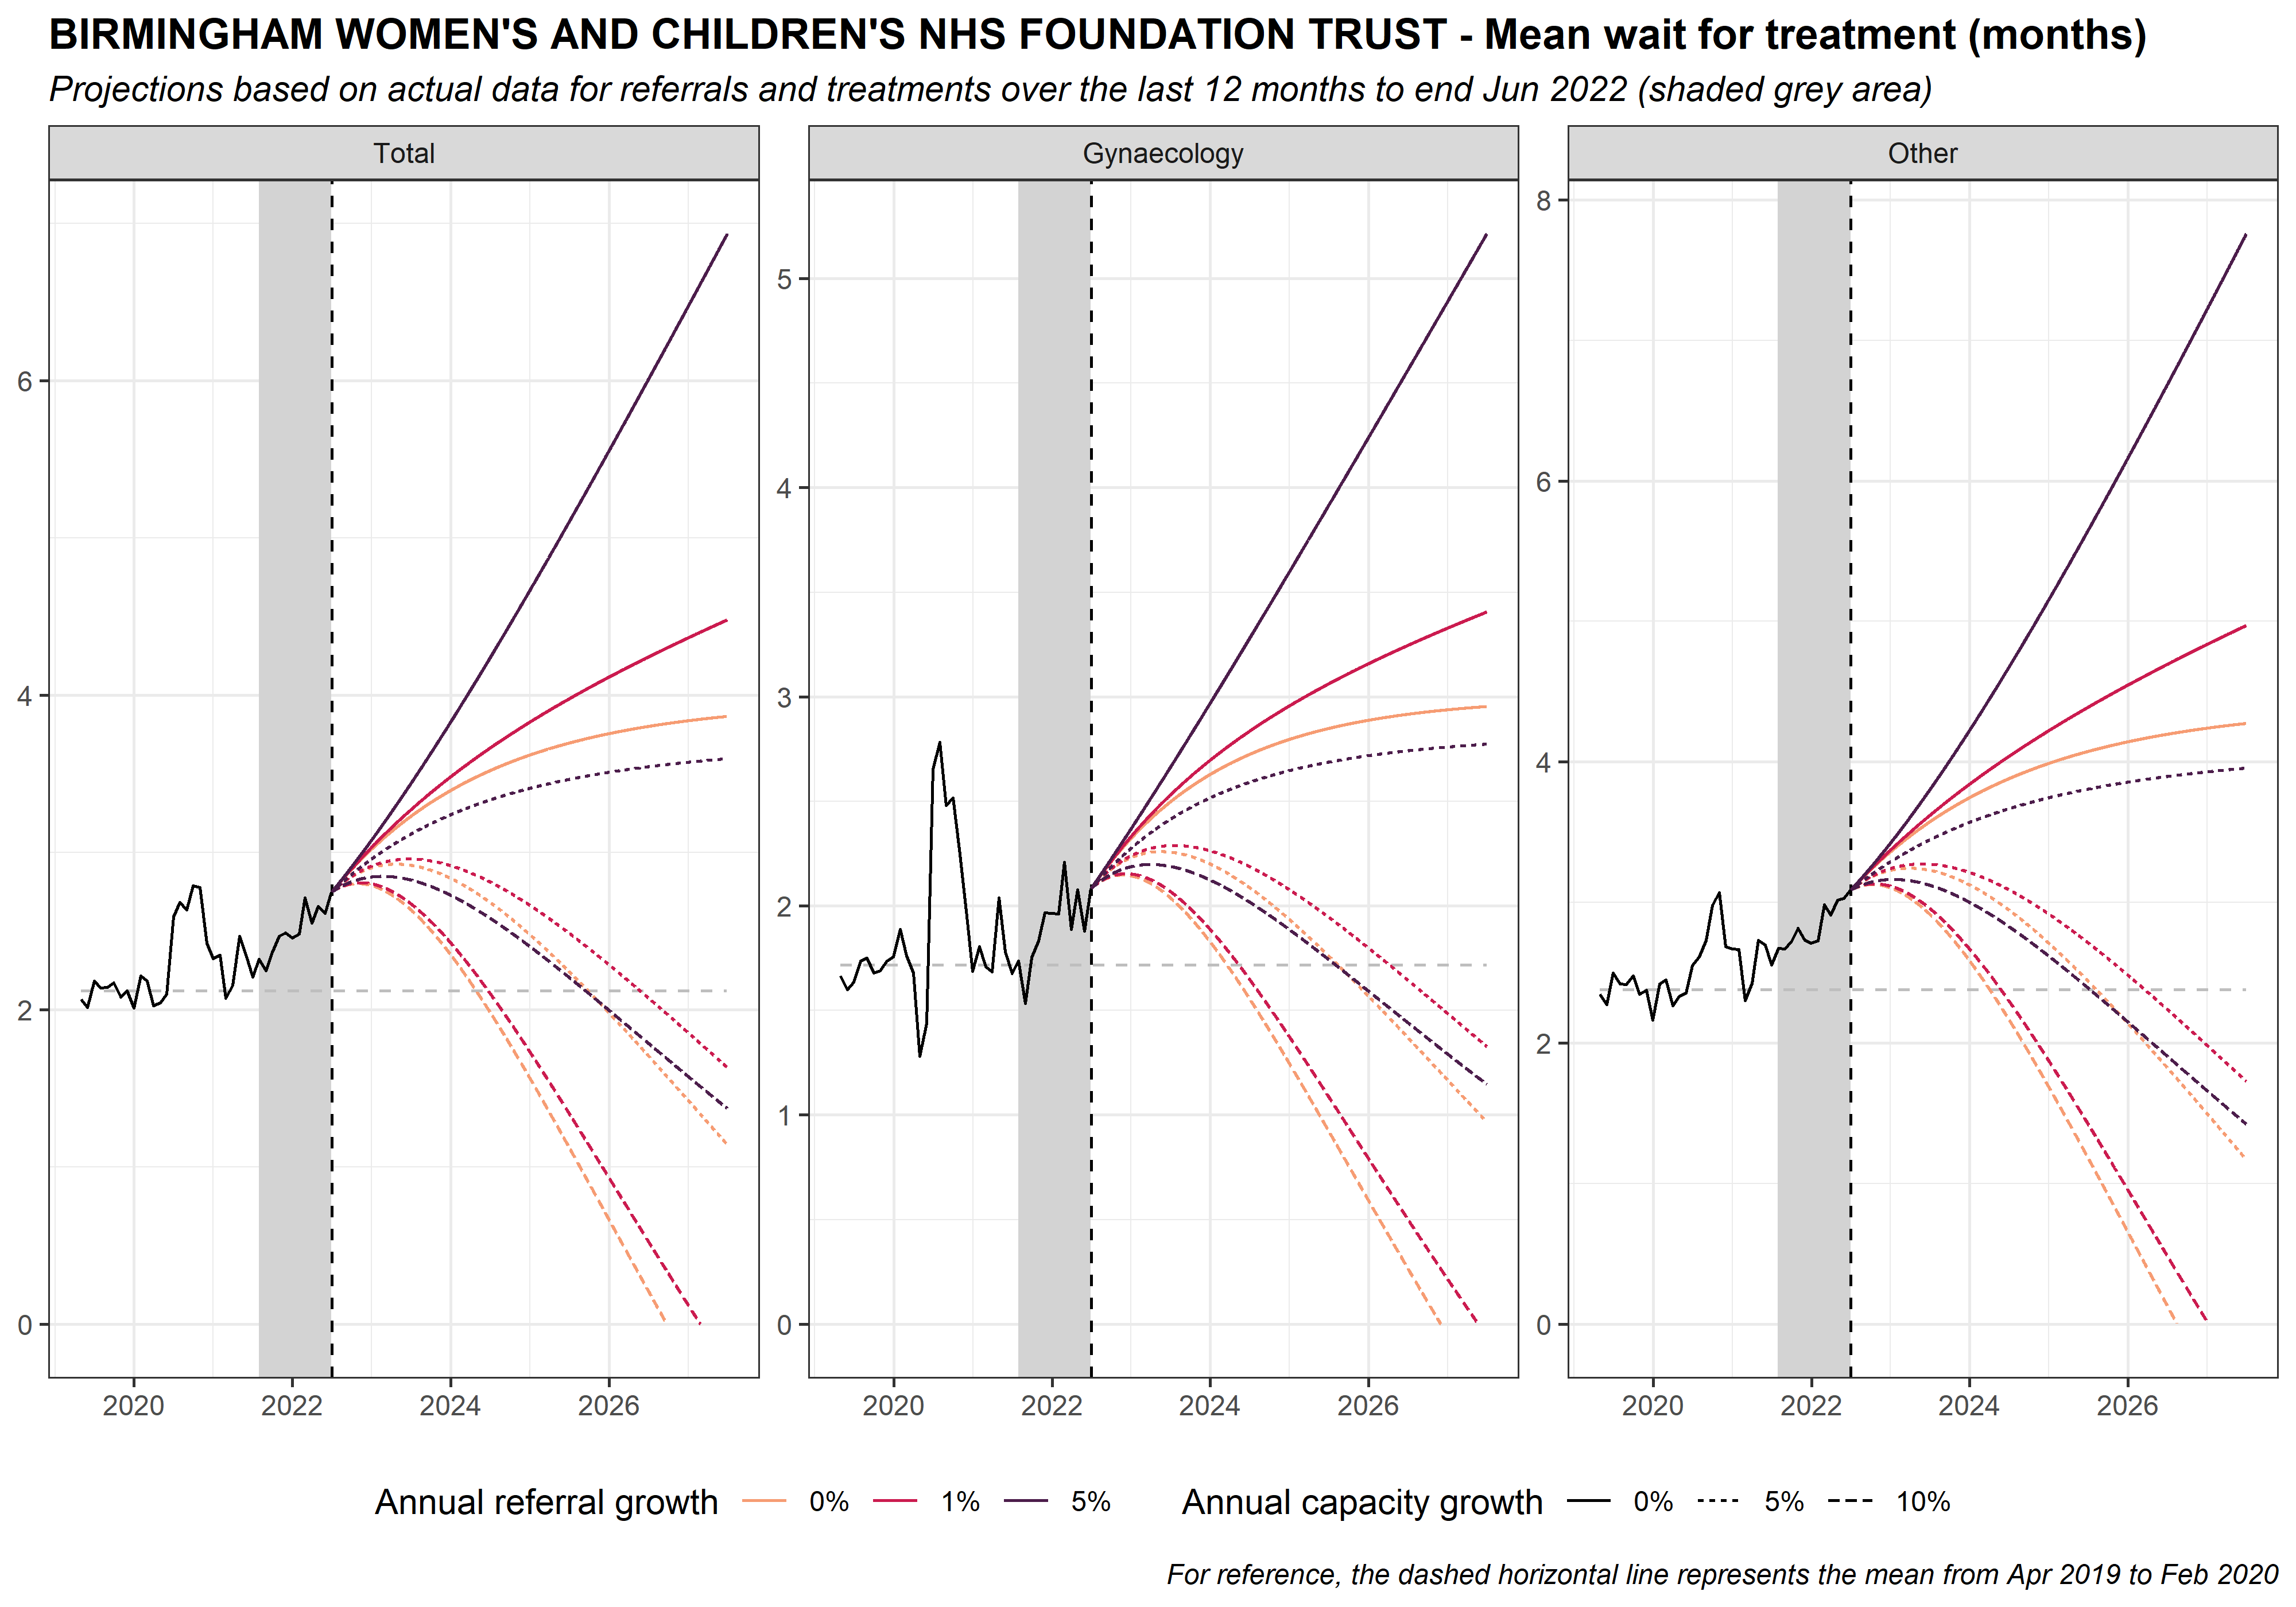 BIRMINGHAM WOMEN'S AND CHILDREN'S NHS FOUNDATION TRUST - Mean wait for treatment (months)
Projections based on actual data for referrals and treatments over the last 12 months to end Jun 2022 (shaded grey area)
Total
Gynaecology
Other
6
4
2
0
5
4
3
2
1
0
8
6
4
2
0
2020 2022 2024 2026
2020 2022 2024 2026
2020 2022 2024 2026
Annual referral growth 0% 1% 5%
Annual capacity growth 0% 5% 10%
For reference, the dashed horizontal line represents the mean from Apr 2019 to Feb 2020